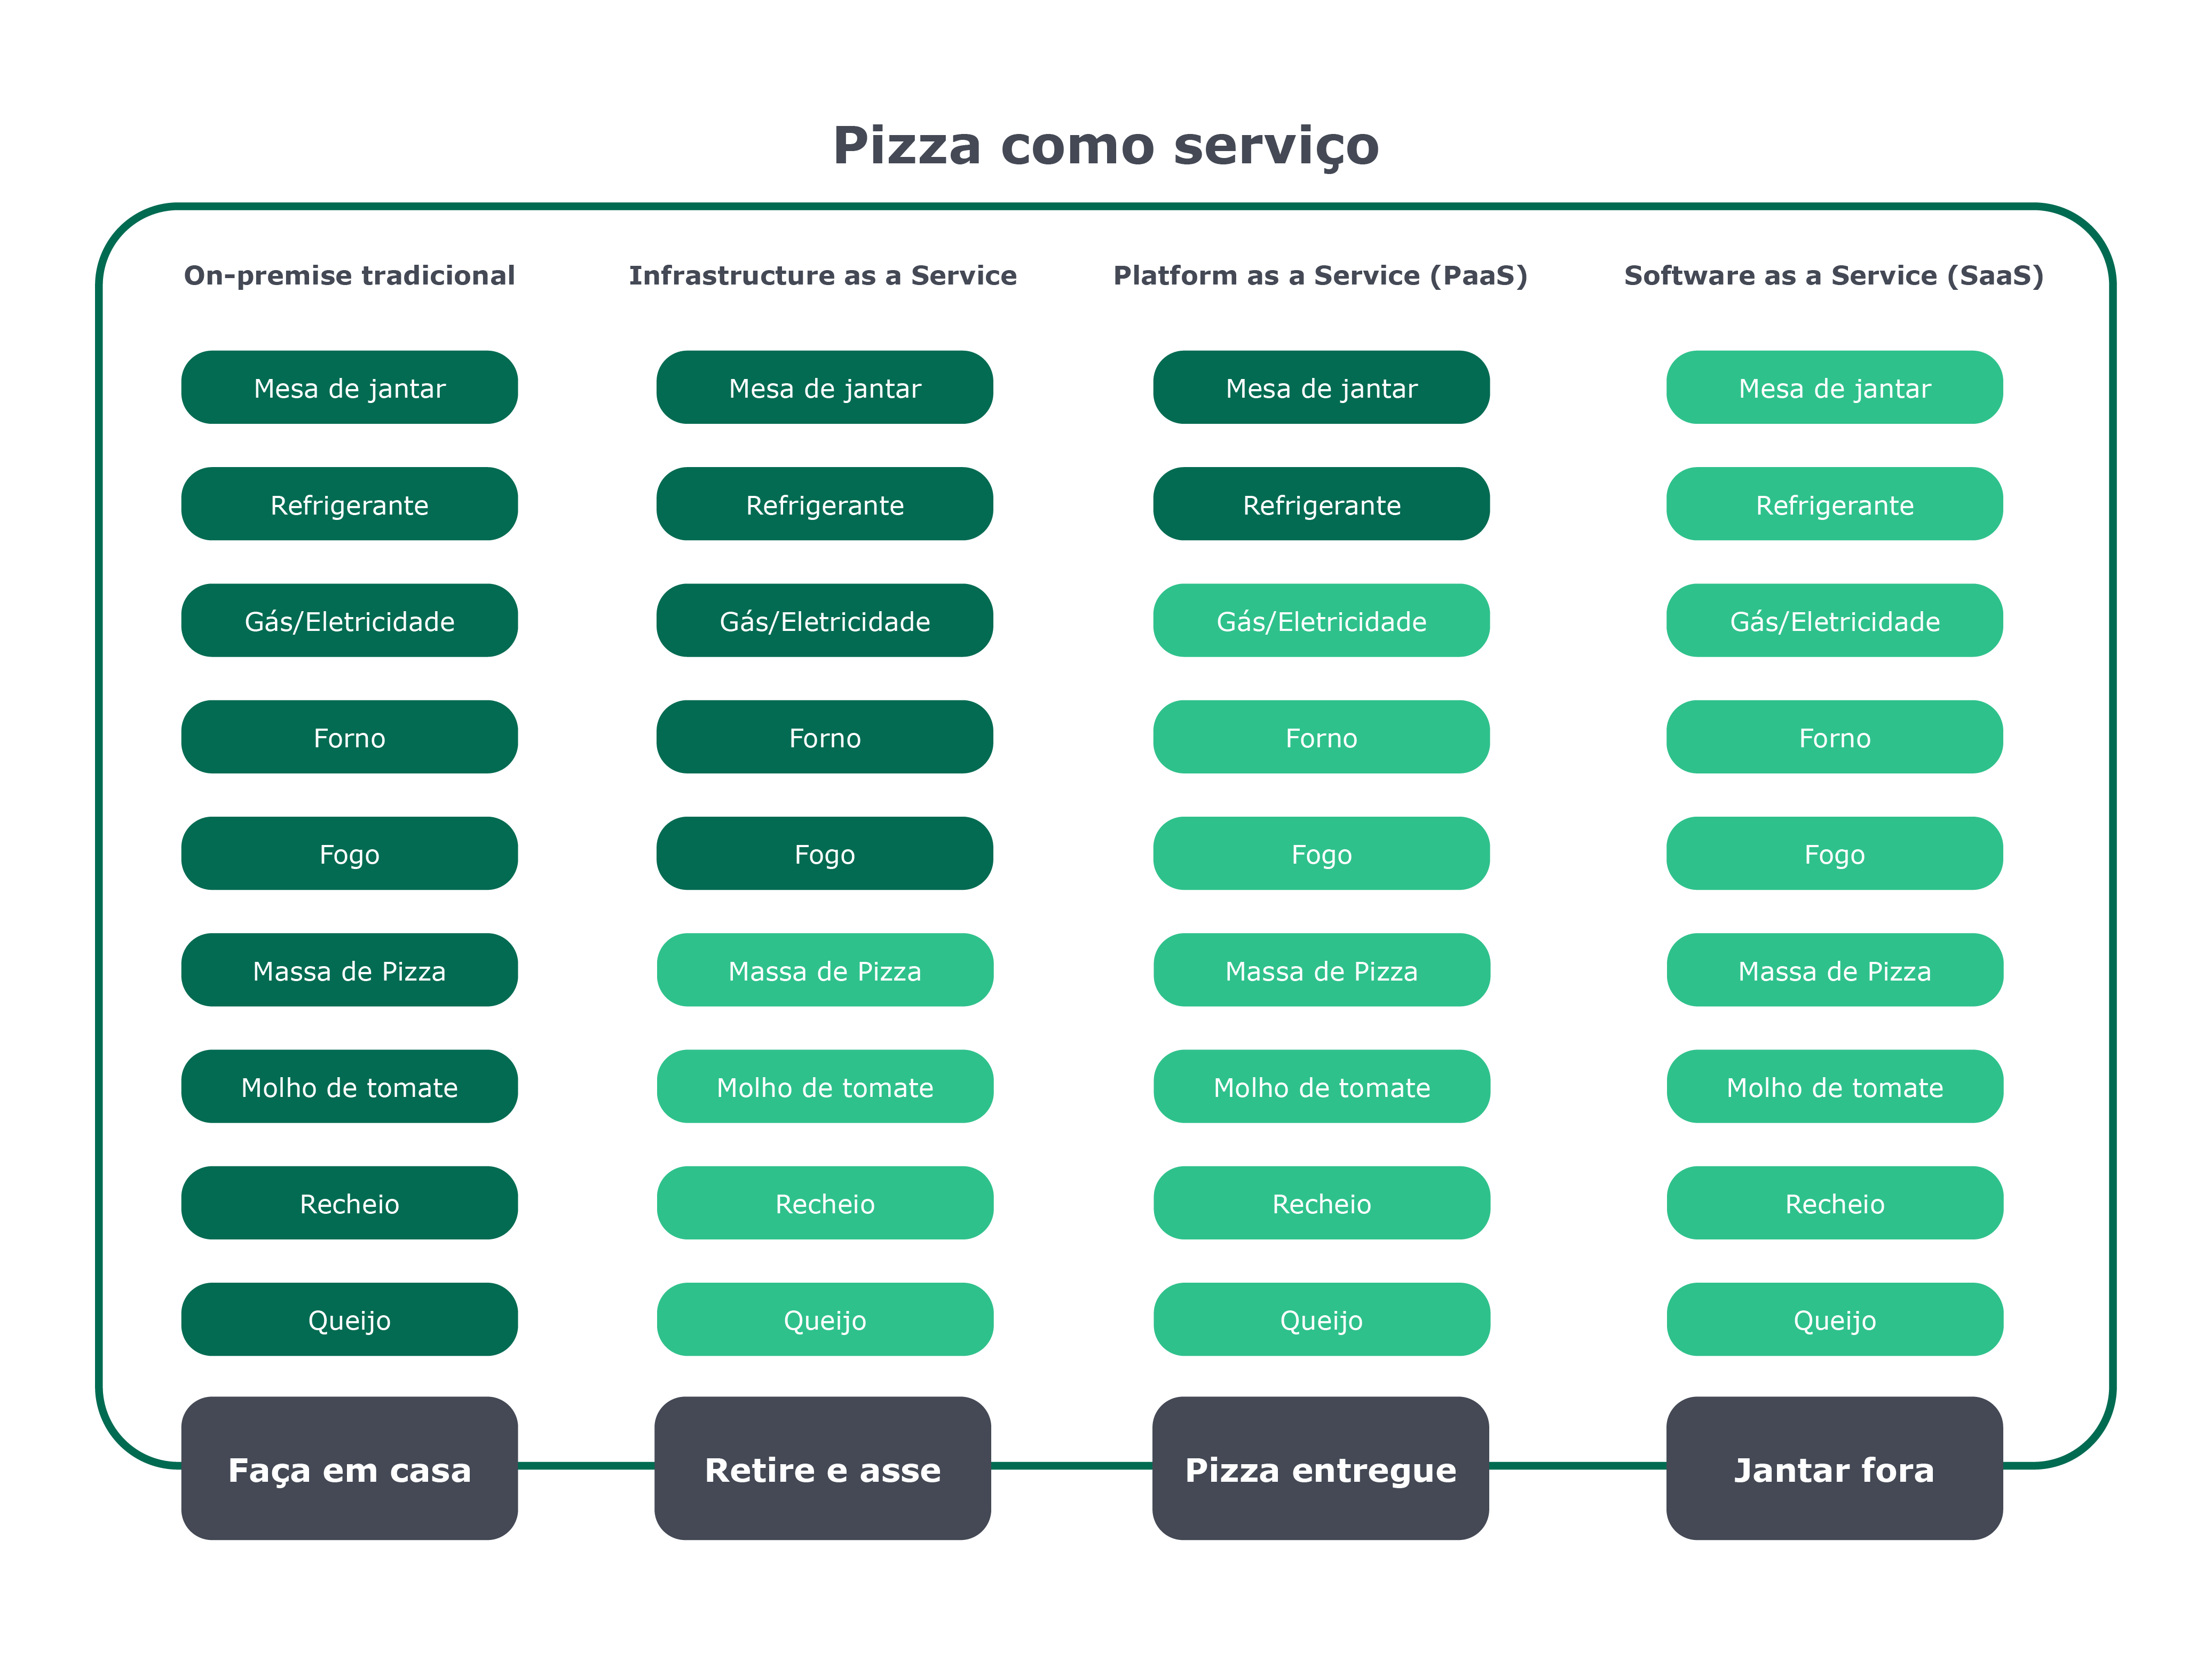 Pizza como serviço
On-premise tradicional
Infrastructure as a Service
Platform as a Service (PaaS)
Software as a Service (SaaS)
Mesa de jantar
Mesa de jantar
Mesa de jantar
Mesa de jantar
Refrigerante
Refrigerante
Refrigerante
Refrigerante
Gás/Eletricidade
Gás/Eletricidade
Gás/Eletricidade
Gás/Eletricidade
Forno
Forno
Forno
Forno
Fogo
Fogo
Fogo
Fogo
Massa de Pizza
Massa de Pizza
Massa de Pizza
Massa de Pizza
Molho de tomate
Molho de tomate
Molho de tomate
Molho de tomate
Recheio
Recheio
Recheio
Recheio
Queijo
Queijo
Queijo
Queijo
Faça em casa
Retire e asse
Pizza entregue
Jantar fora